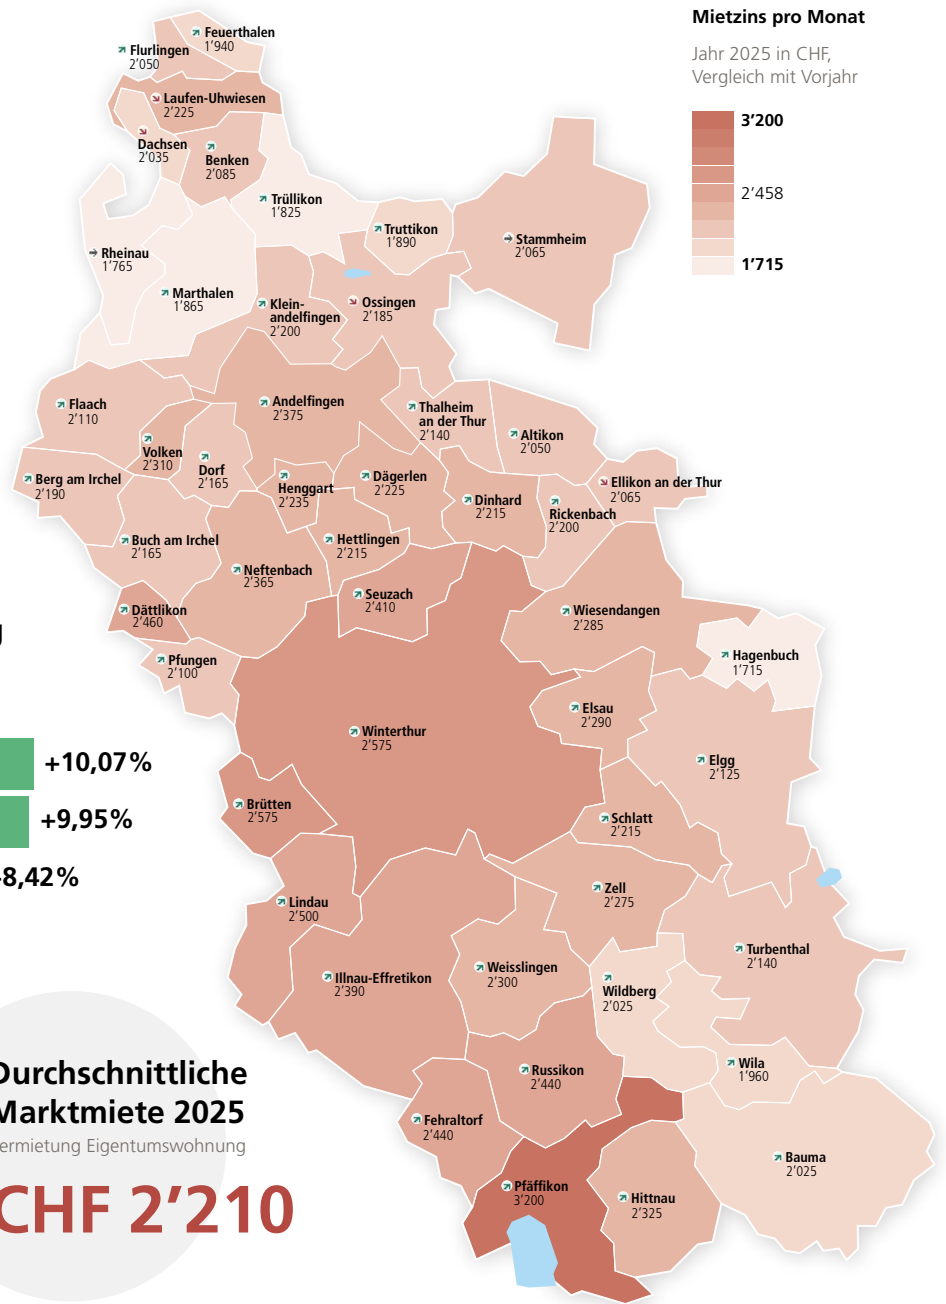 Mietzins pro Monat
Jahr 2025 in CHF,
Vergleich mit Vorjahr
3’200
2’458
1’715
Feuerthalen
1’940
Flurlingen
2’050
Laufen-Uhwiesen
2’225
Dachsen
2’035
Benken
2’085
Trüllikon
1’825
Truttikon
1’890
Stammheim
2’065
Rheinau
1’765
Marthalen
1’865
Klein-
andelfingen
2’200
Ossingen
2’185
Flaach
2’110
Andelfingen
2’375
Thalheim
an der Thur
2’140
Altikon
2’050
Volken
2’310
Dorf
2’165
Berg am Irchel
2’190
Henggart
2’235
Dägerlen
2’225
Dinhard
2’215
Rickenbach
2’200
Ellikon an der Thur
2’065
Buch am Irchel
2’165
Hettlingen
2’215
Neftenbach
2’365
Seuzach
2’410
Dättlikon
2’460
Wiesendangen
2’285
Pfungen
2’100
Hagenbuch
1’715
Elsau
2’290
Winterthur
2’575
Elgg
2’125
Brütten
2’575
Schlatt
2’215
+10,07%
+9,95%
8,42%
Lindau
2’500
Zell
2’275
Illnau-Effretikon
2’390
Weisslingen
2’300
Wildberg
2’025
Turbenthal
2’140
Russikon
2’440
Wila
1’960
Fehraltorf
2’440
Bauma
2’025
Pfäffikon
3’200
Hittnau
2’325
Durchschnittliche
Marktmiete 2025
ermietung Eigentumswohnung
CHF 2’210